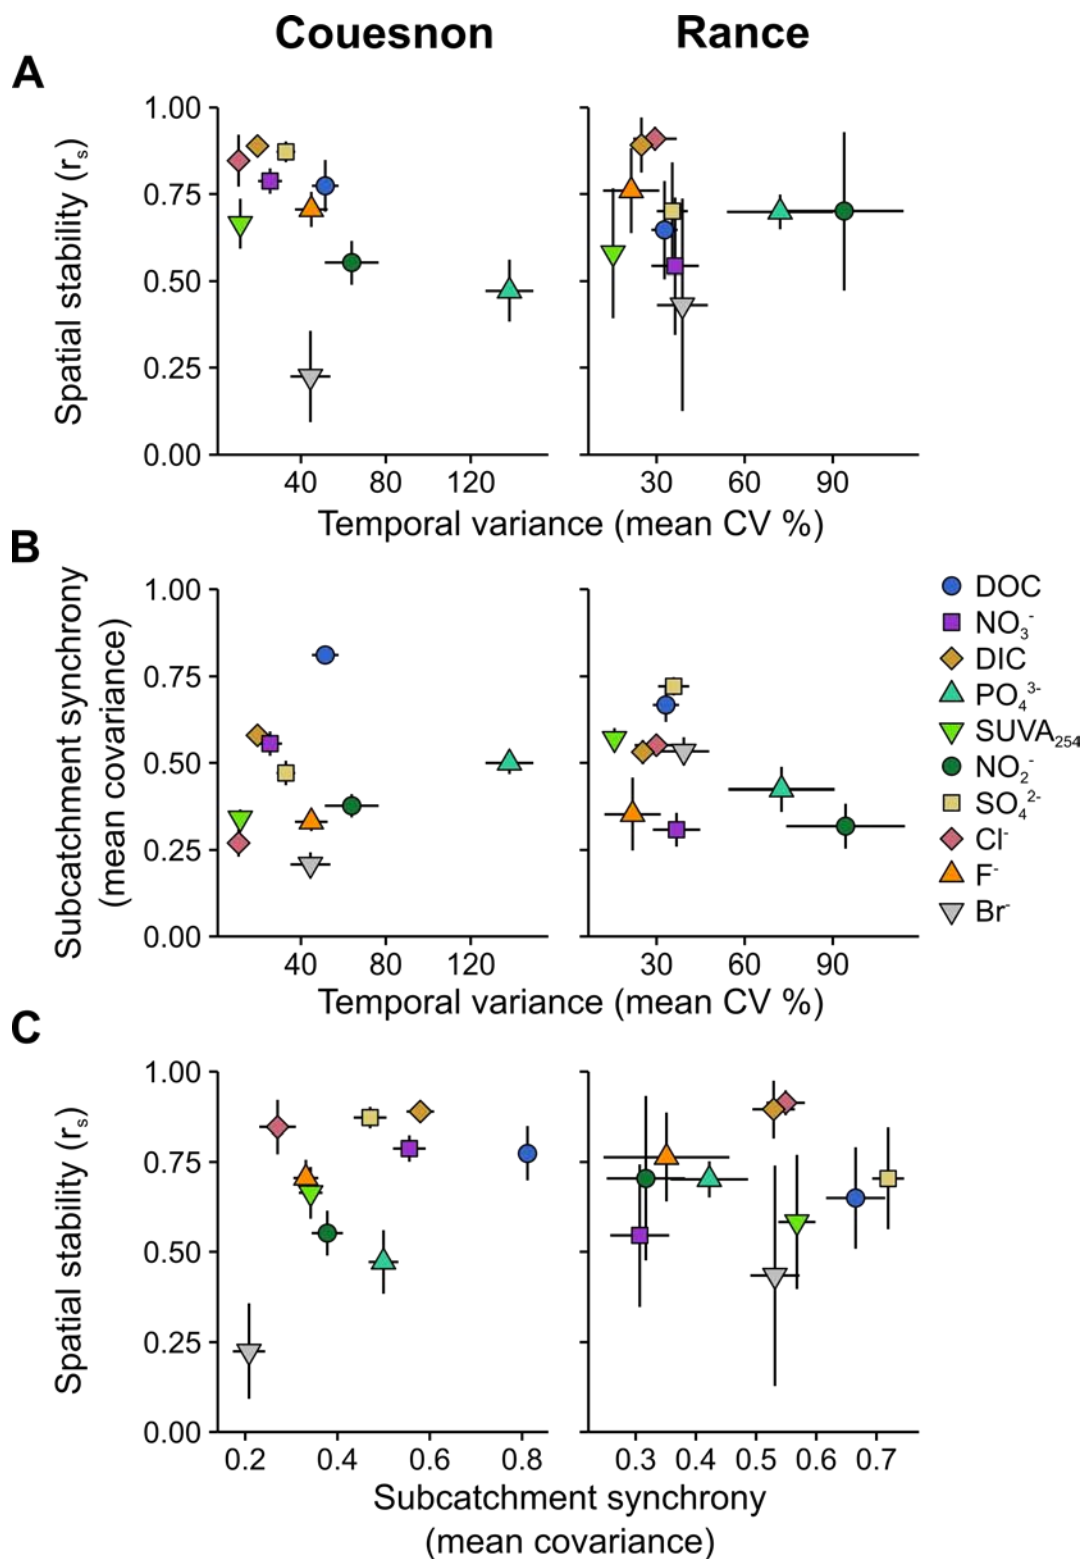 Couesnon Rance
A
1.00
0.75
0.50
0.25
0.00
Spatial stability (rₛ)
40 80 120 30 60 90
Temporal variance (mean CV %)
B
1.00
0.75
0.50
0.25
0.00
Subcatchment synchrony
(mean covariance)
40 80 120 30 60 90
Temporal variance (mean CV %)
DOC
NO₃⁻
DIC
PO₄³⁻
SUVA₂₅₄
NO₂⁻
SO₄²⁻
Cl⁻
F⁻
Br⁻
C
1.00
0.75
0.50
0.25
0.00
Spatial stability (rₛ)
0.2 0.4 0.6 0.8 0.3 0.4 0.5 0.6 0.7
Subcatchment synchrony
(mean covariance)